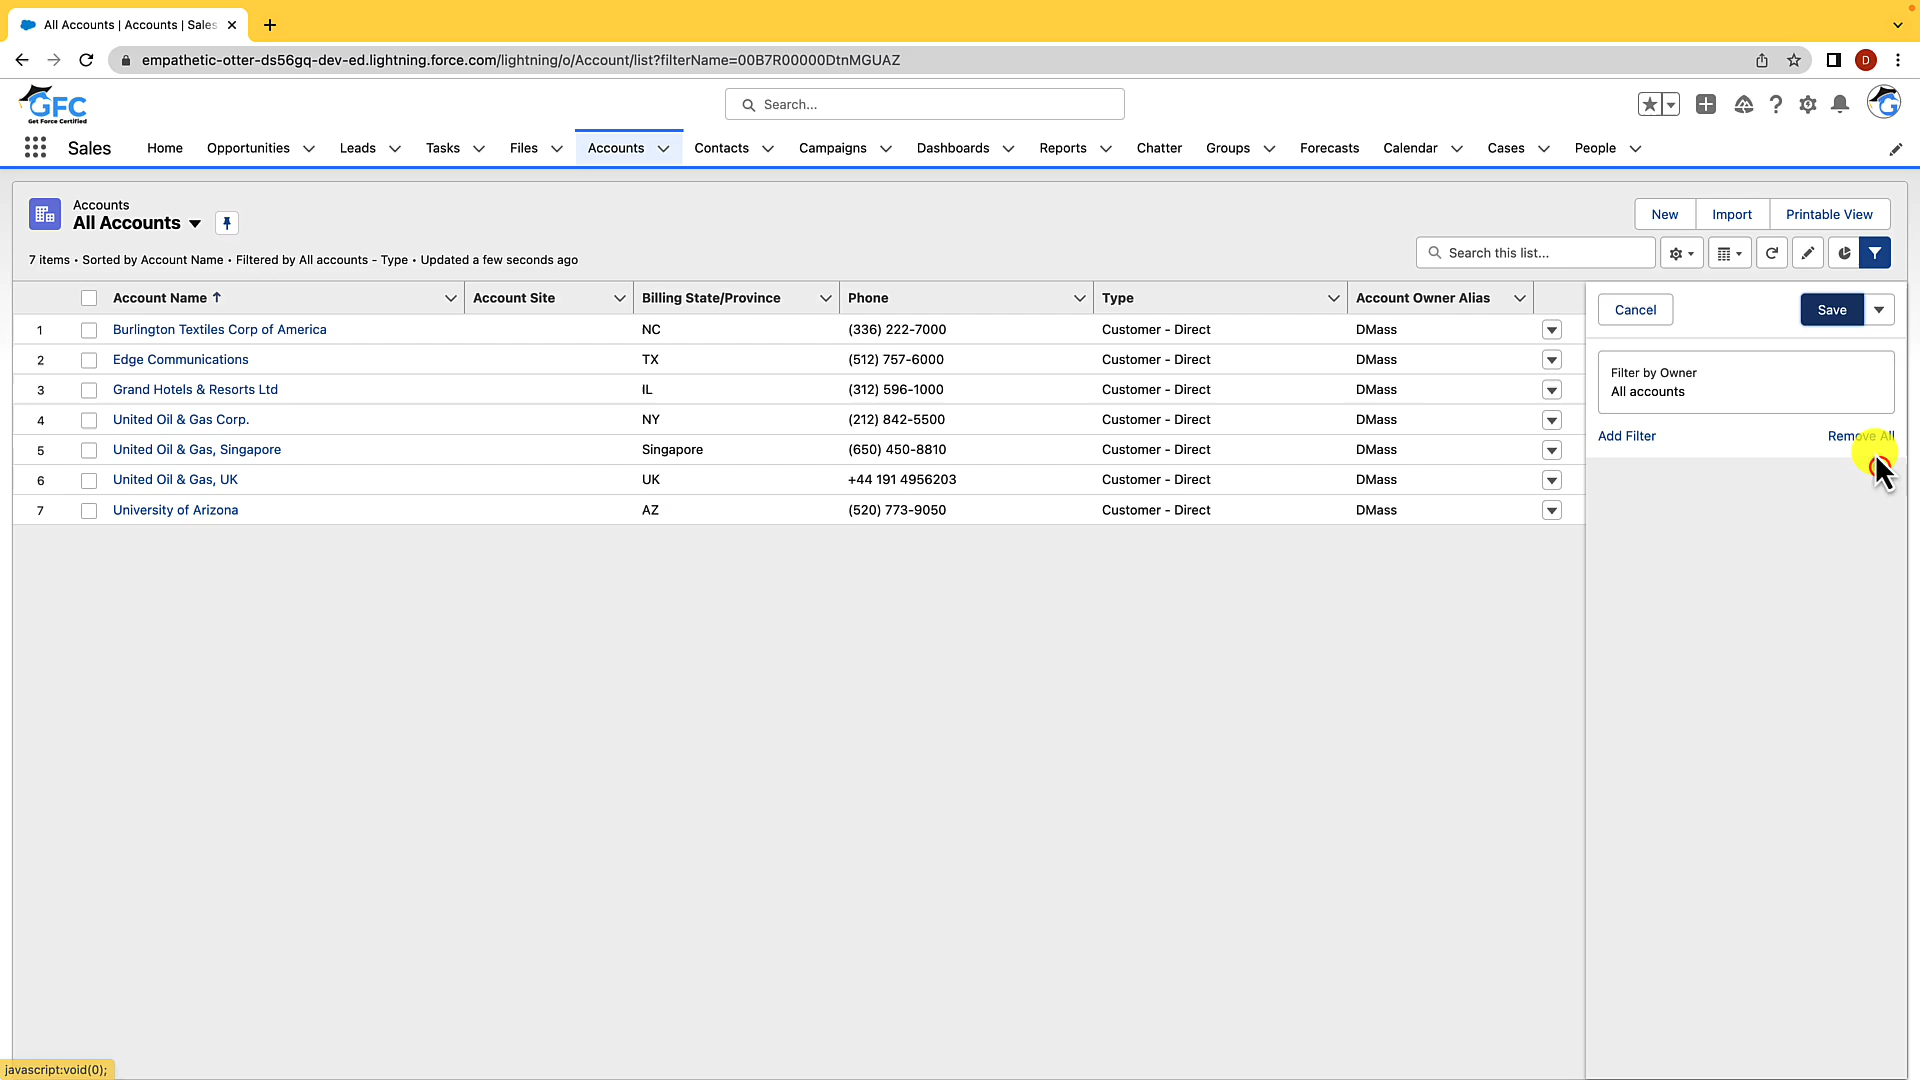 All Accounts | Accounts | Sales
empathetic-otter-ds56gq-dev-ed.lightning.force.com/lightning/o/Account/list?filterName=00B7R00000DtnMGUAZ
D
GFC
Get Force Certified
Search...
Sales
Home
Opportunities
Leads
Tasks
Files
Accounts
Contacts
Campaigns
Dashboards
Reports
Chatter
Groups
Forecasts
Calendar
Cases
People
Accounts
All Accounts
New
Import
Printable View
7 items • Sorted by Account Name • Filtered by All accounts - Type • Updated a few seconds ago
Search this list...
Account Name Account Site Billing State/Province Phone Type Account Owner Alias
1 Burlington Textiles Corp of America NC (336) 222-7000 Customer - Direct DMass
2 Edge Communications TX (512) 757-6000 Customer - Direct DMass
3 Grand Hotels & Resorts Ltd IL (312) 596-1000 Customer - Direct DMass
4 United Oil & Gas Corp. NY (212) 842-5500 Customer - Direct DMass
5 United Oil & Gas, Singapore Singapore (650) 450-8810 Customer - Direct DMass
6 United Oil & Gas, UK UK +44 191 4956203 Customer - Direct DMass
7 University of Arizona AZ (520) 773-9050 Customer - Direct DMass
Cancel
Save
Filter by Owner
All accounts
Add Filter
Remove All
javascript:void(0);